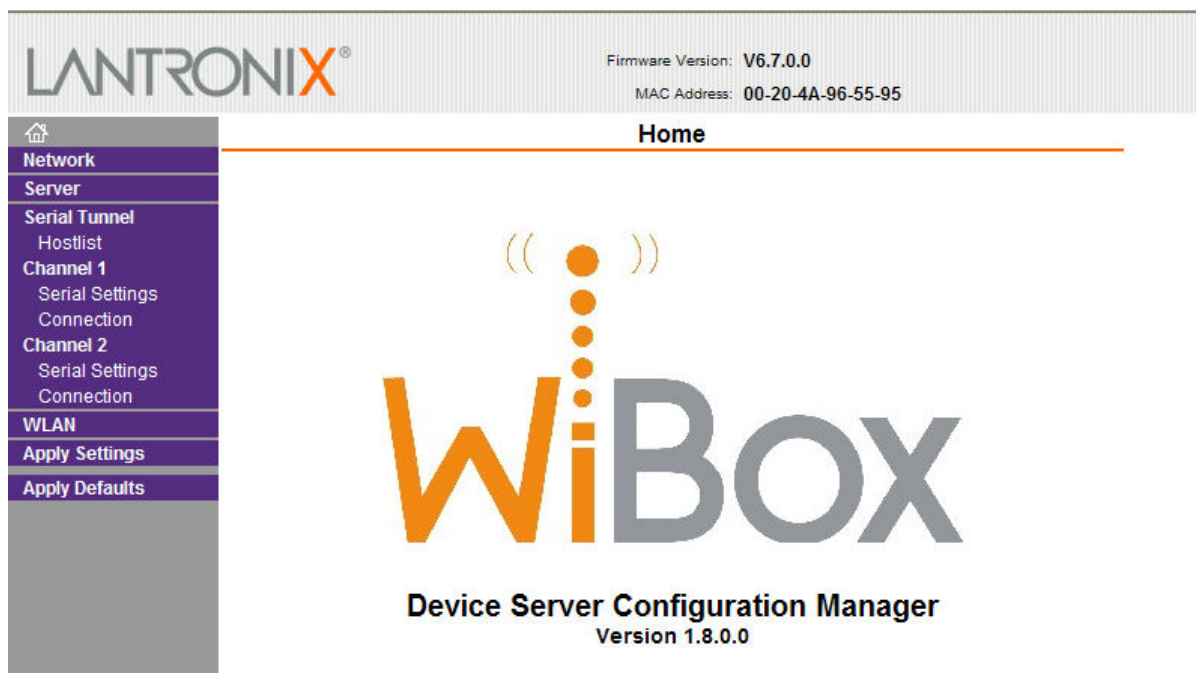 LANTRONIX®
Firmware Version: V6.7.0.0
MAC Address: 00-20-4A-96-55-95
Home
Network
Server
Serial Tunnel
Hostlist
Channel 1
Serial Settings
Connection
Channel 2
Serial Settings
Connection
WLAN
Apply Settings
Apply Defaults
WiBox
Device Server Configuration Manager
Version 1.8.0.0